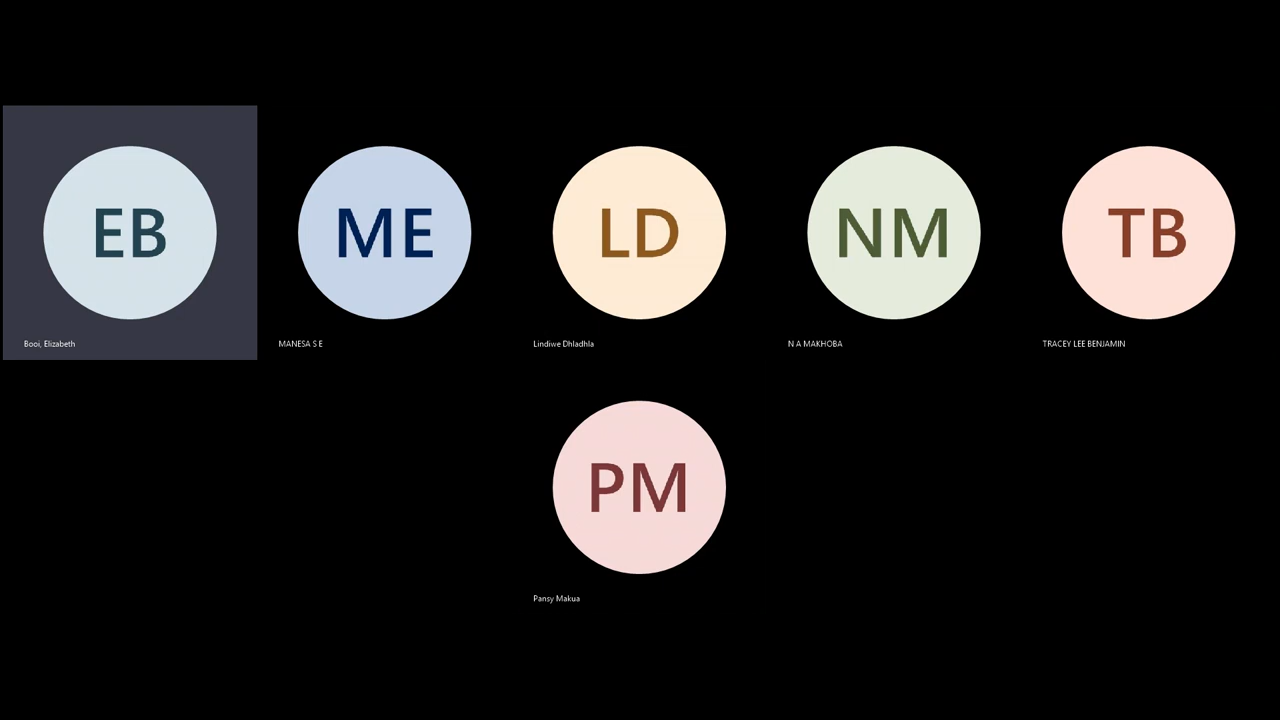 EB
ME
LD
NM
TB
Booi, Elizabeth
MANESA S E
Lindiwe Dhladhla
N A MAKHOBA
TRACEY LEE BENJAMIN
PM
Pansy Makua